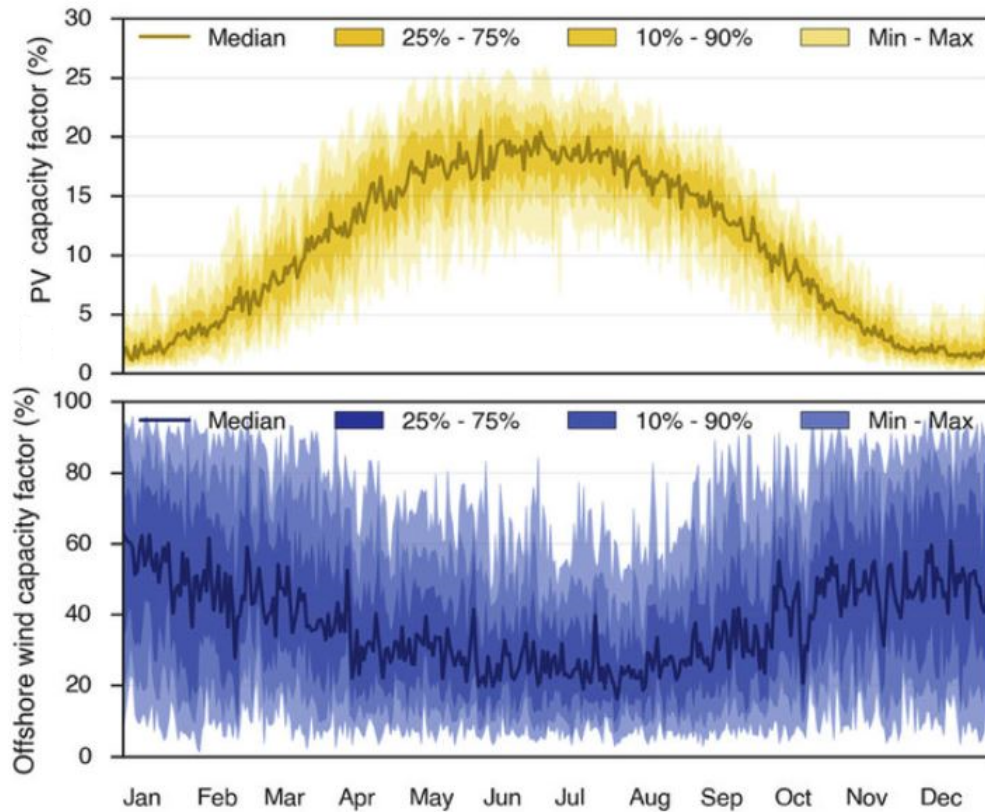 PV capacity factor (%)
30
25
20
15
10
5
0
Median 25% - 75% 10% - 90% Min - Max
Offshore wind capacity factor (%)
100
80
60
40
20
0
Median 25% - 75% 10% - 90% Min - Max
Jan Feb Mar Apr May Jun Jul Aug Sep Oct Nov Dec